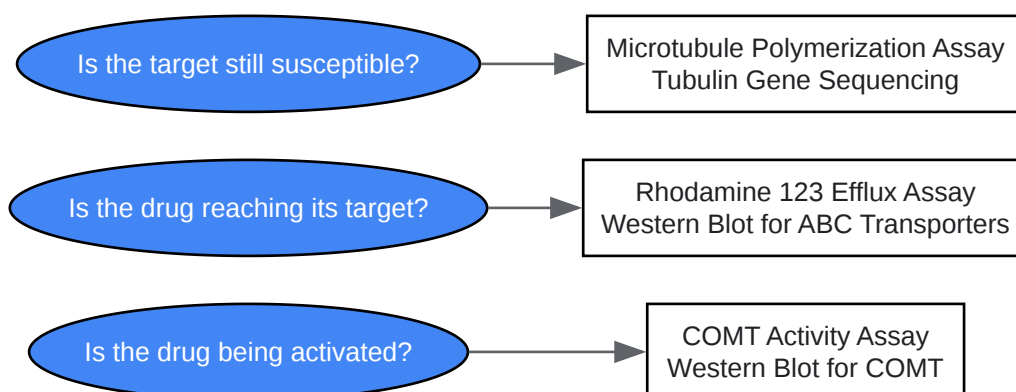 Is the target still susceptible?
Microtubule Polymerization Assay
Tubulin Gene Sequencing
Is the drug reaching its target?
Rhodamine 123 Efflux Assay
Western Blot for ABC Transporters
Is the drug being activated?
COMT Activity Assay
Western Blot for COMT